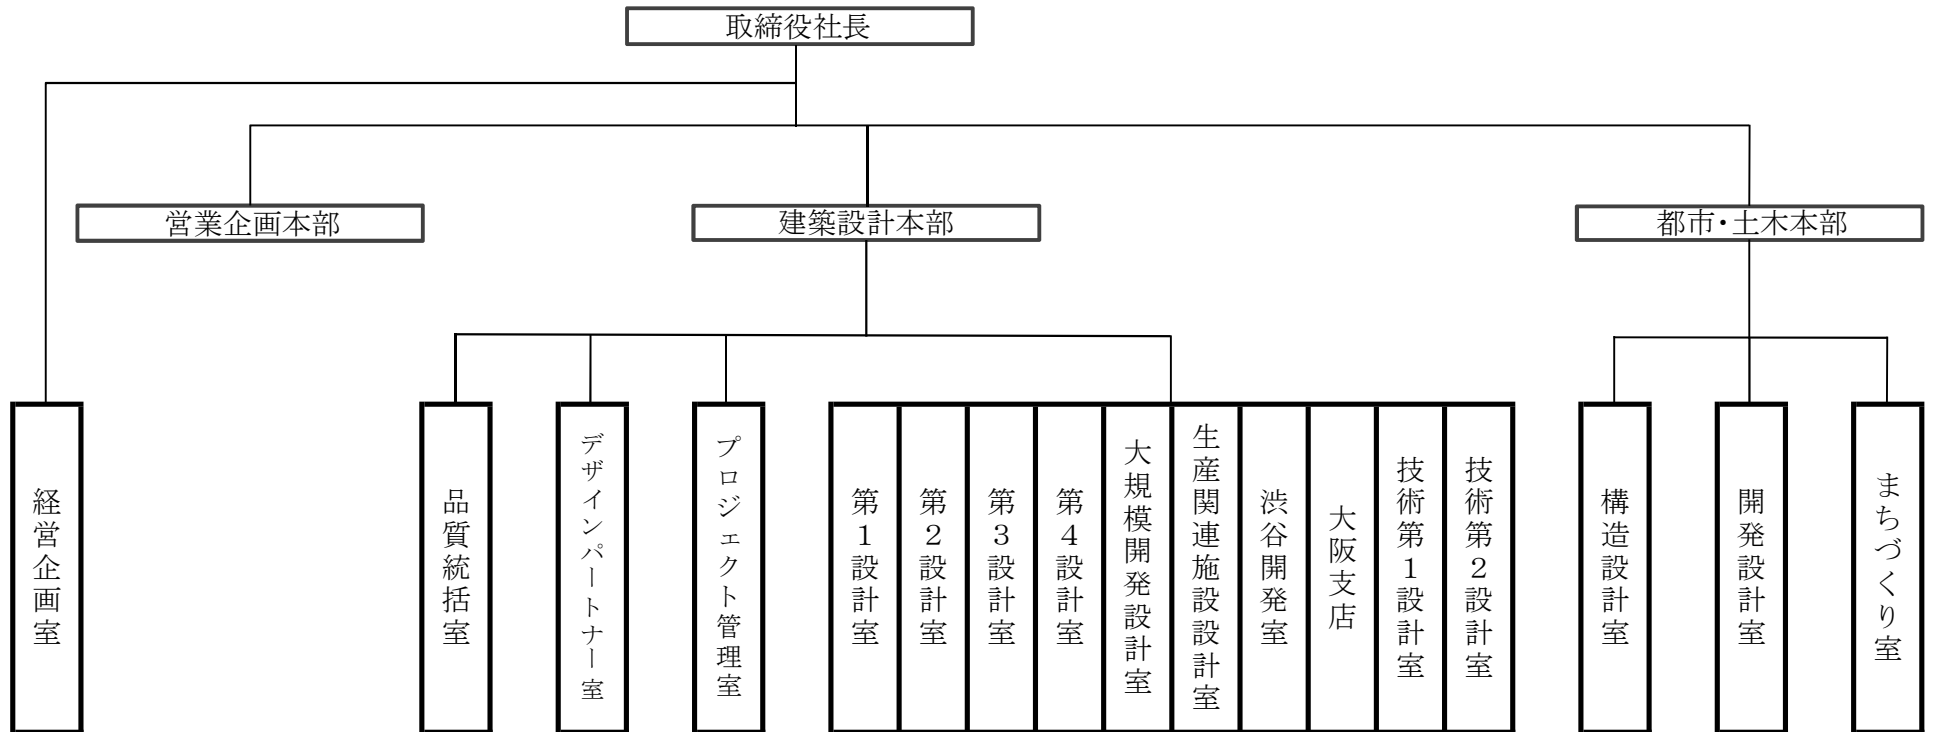 取締役社長
営業企画本部
建築設計本部
都市・土木本部
経営企画室
品質統括室
デザインパートナー室
プロジェクト管理室
第１設計室
第２設計室
第３設計室
第４設計室
大規模開発設計室
生産関連施設設計室
渋谷開発室
大阪支店
技術第１設計室
技術第２設計室
構造設計室
開発設計室
まちづくり室